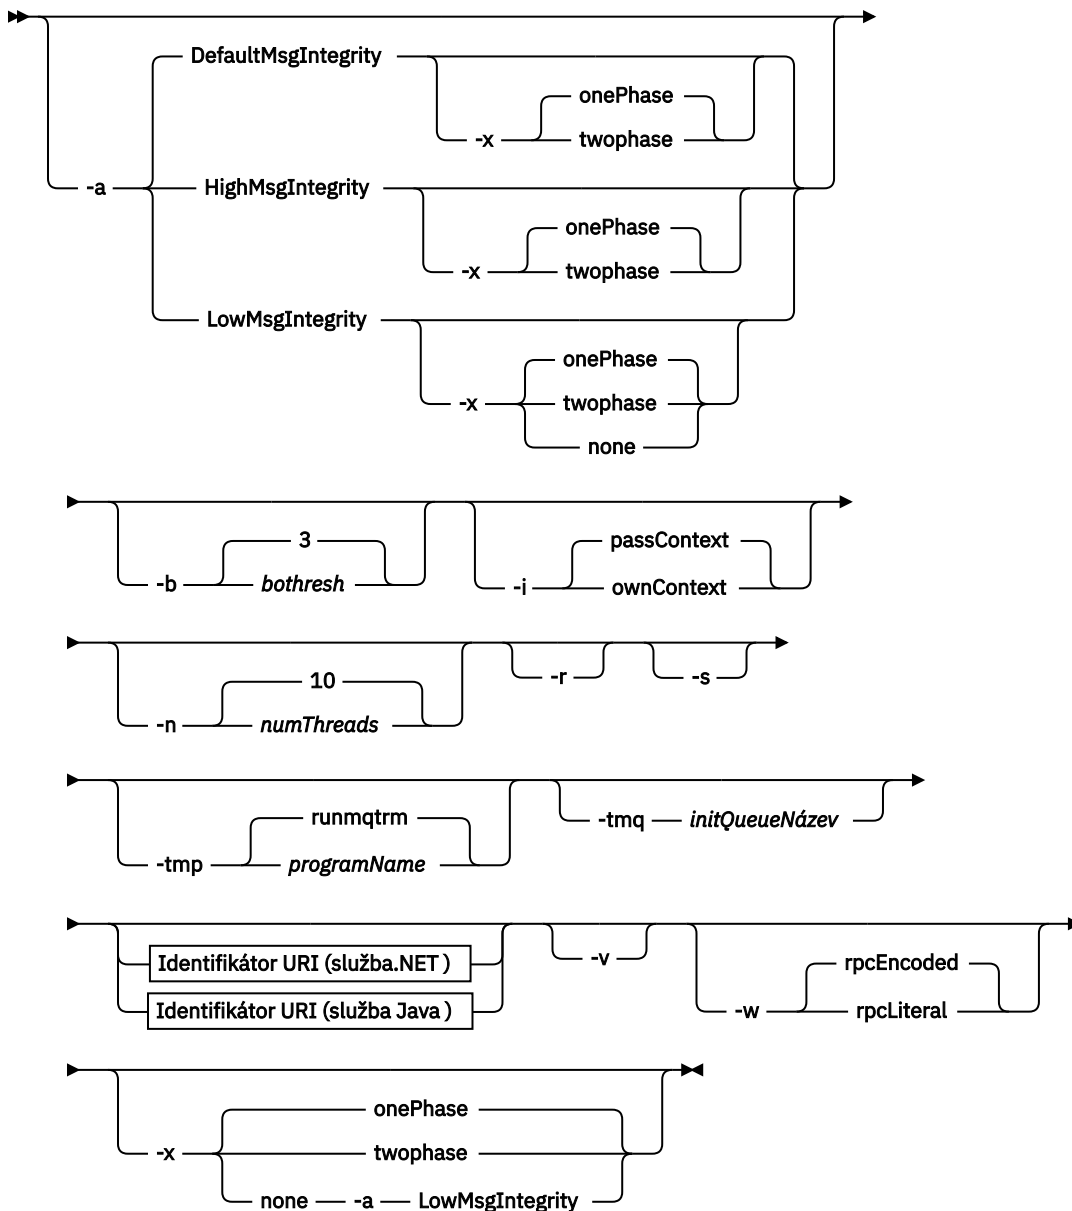 DefaultMsgIntegrity
onePhase
-x twophase
-a HighMsgIntegrity
onePhase
-x twophase
LowMsgIntegrity
onePhase
-x twophase
none
3
-b bothresh
passContext
-i ownContext
10
-n numThreads
-r
-s
runmqtrm
-tmp programName
-tmq initQueueNázev
Identifikátor URI (služba.NET )
Identifikátor URI (služba Java )
-v
rpcEncoded
-w rpcLiteral
onePhase
-x twophase
none -a LowMsgIntegrity